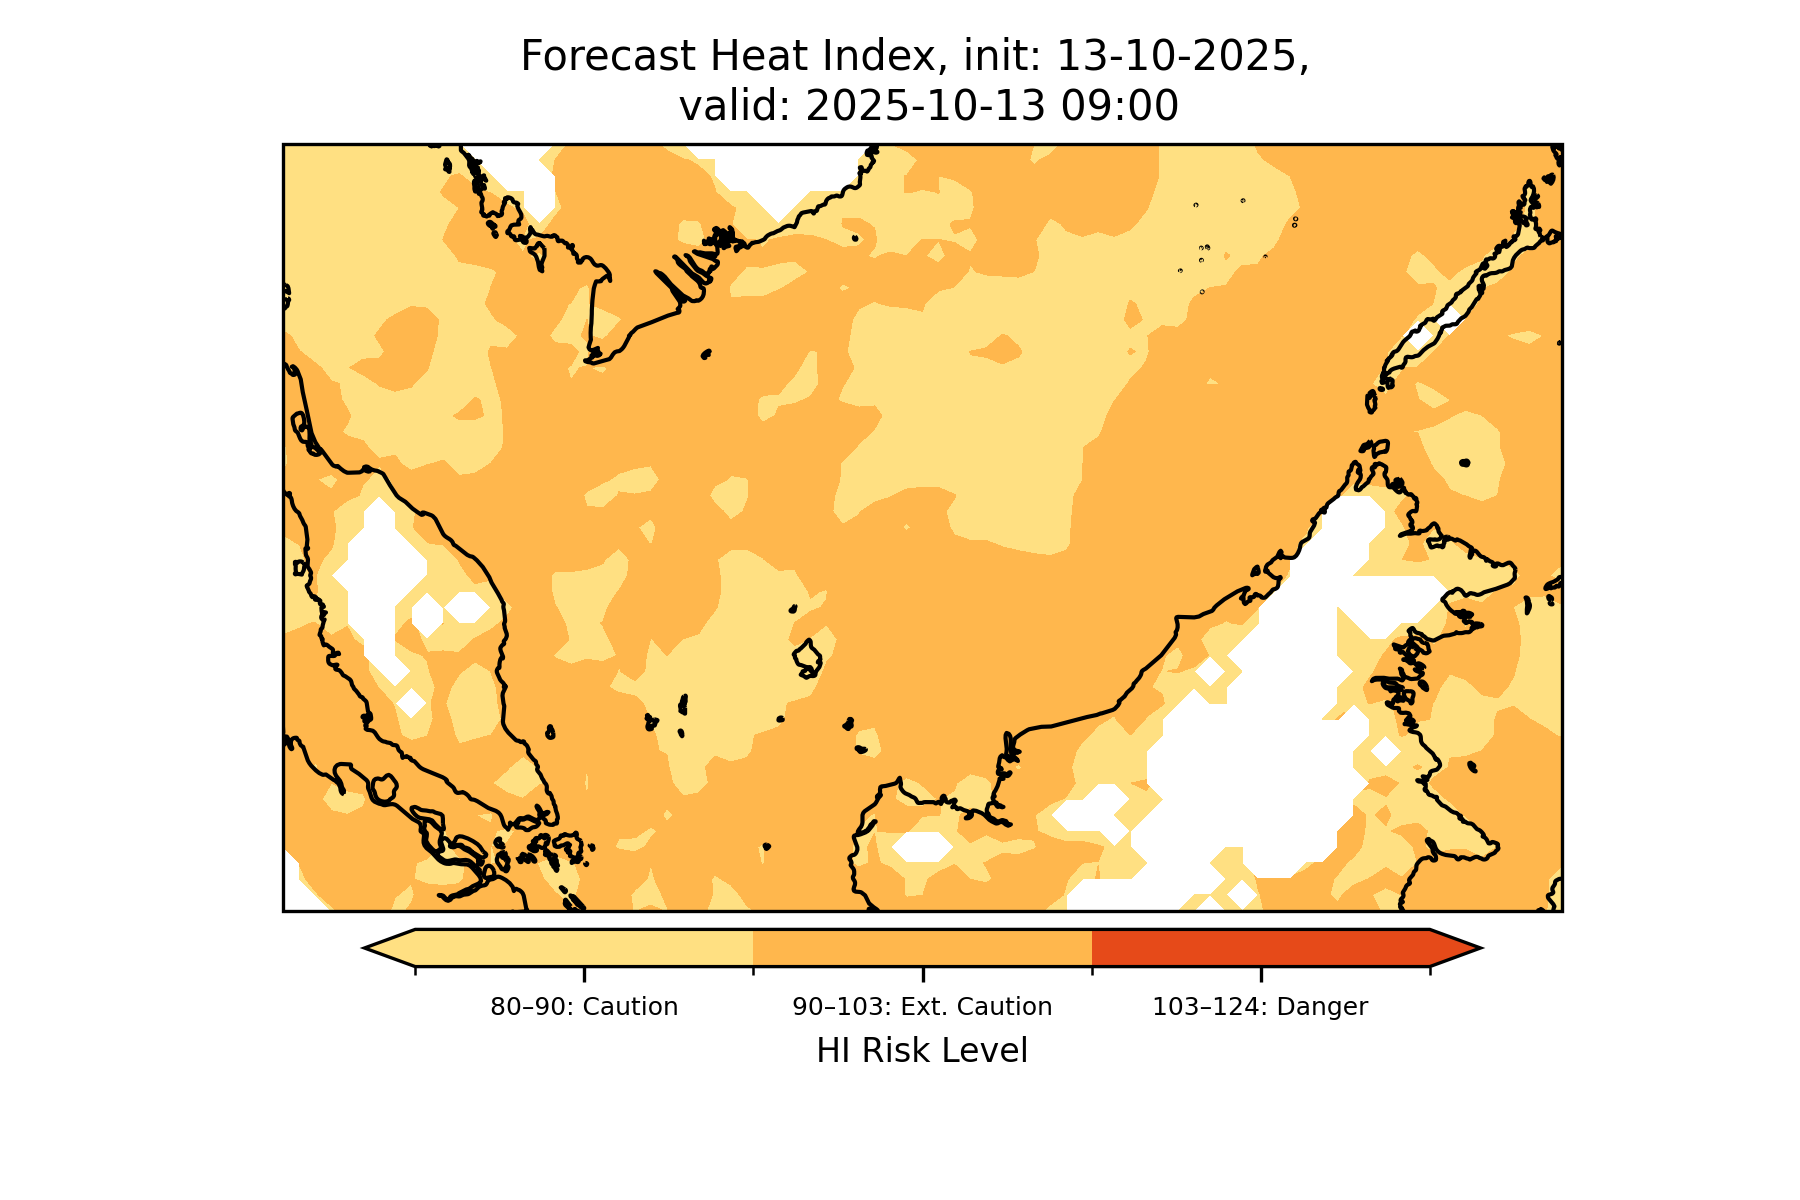 Forecast Heat Index, init: 13-10-2025,
valid: 2025-10-13 09:00
80–90: Caution
90–103: Ext. Caution
103–124: Danger
HI Risk Level